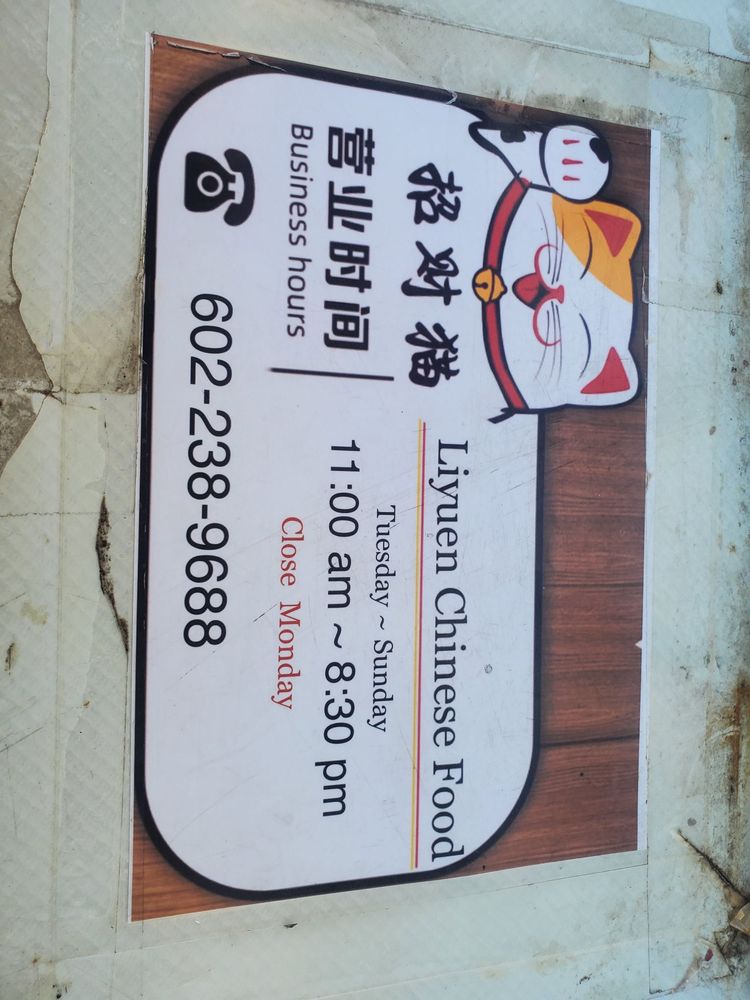 招财猫
Liyuen Chinese Food
营业时间
Business hours
Tuesday ~ Sunday
11:00 am ~ 8:30 pm
Close Monday
602-238-9688